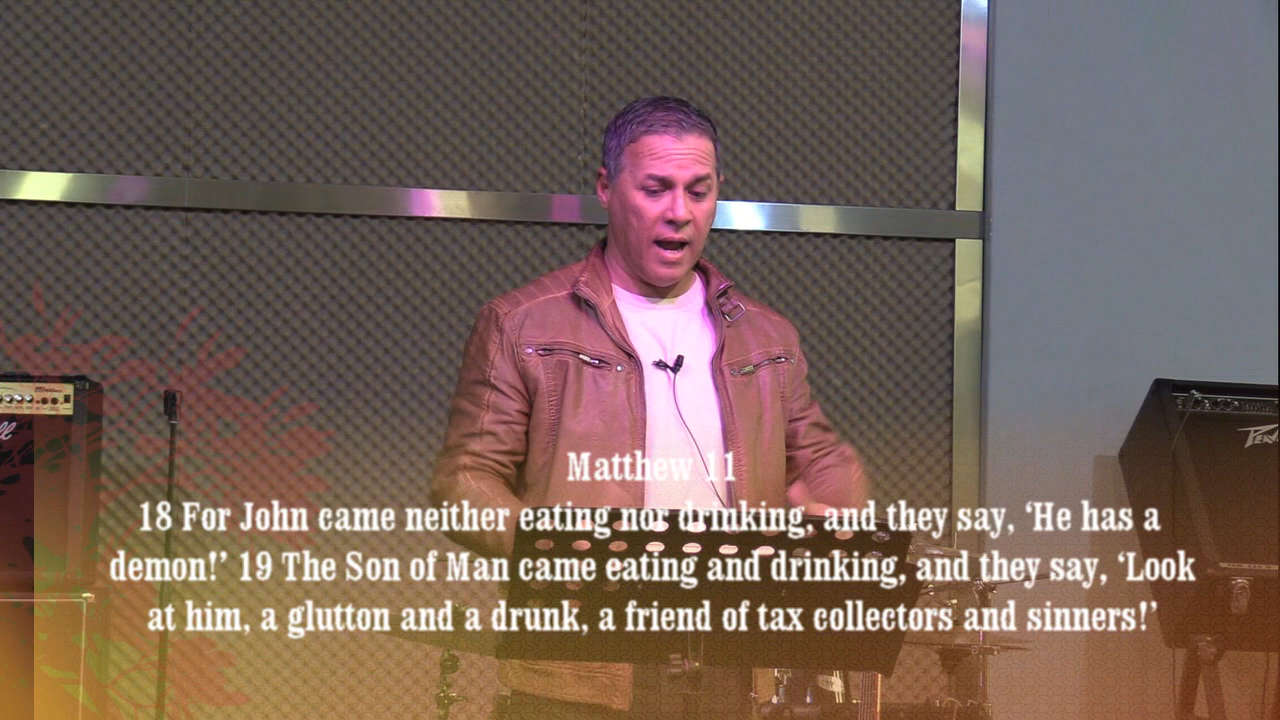 Matthew 11
18 For John came neither eating nor drinking, and they say, ‘He has a
demon!’ 19 The Son of Man came eating and drinking, and they say, ‘Look
at him, a glutton and a drunk, a friend of tax collectors and sinners!’